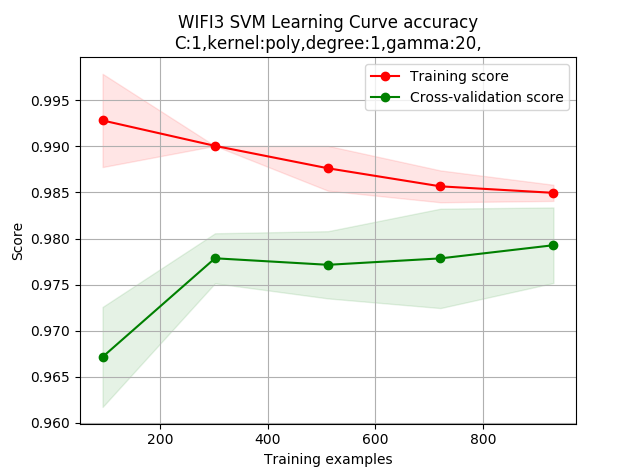 WIFI3 SVM Learning Curve accuracy
C:1,kernel:poly,degree:1,gamma:20,
Training score
Cross-validation score
0.995
0.990
0.985
0.980
0.975
0.970
0.965
0.960
Score
200 400 600 800
Training examples